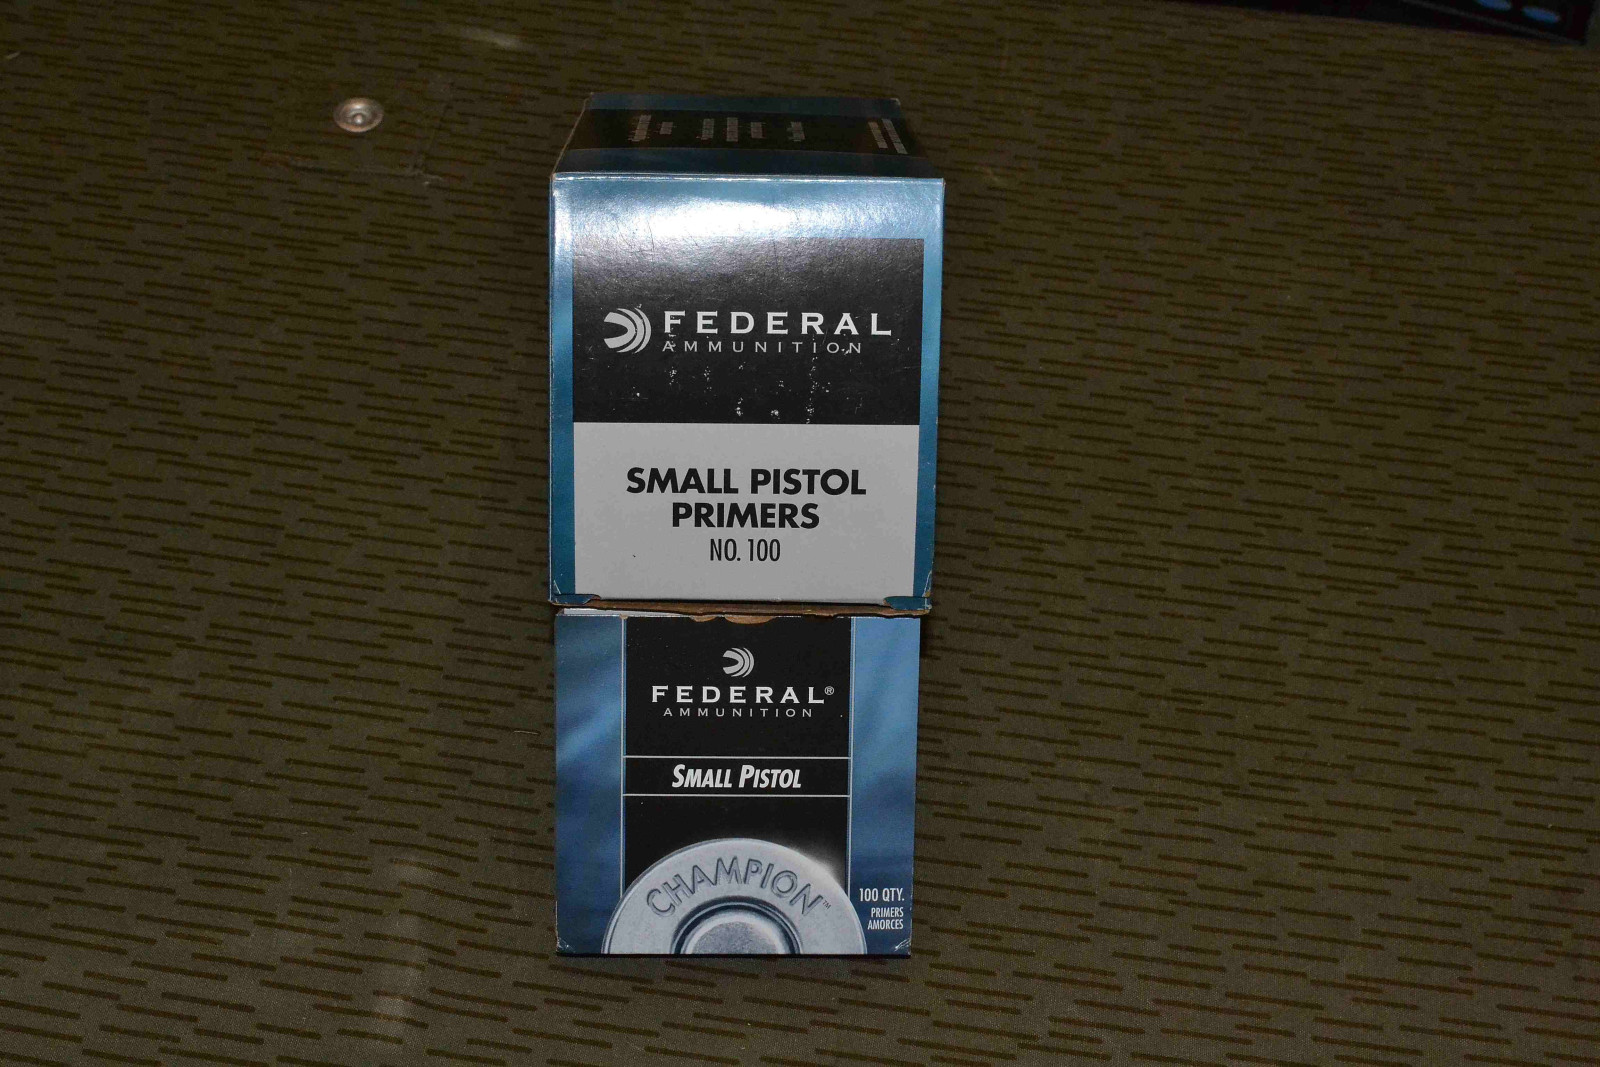 FEDERAL
AMMUNITION
SMALL PISTOL
PRIMERS
NO. 100
FEDERAL®
AMMUNITION
SMALL PISTOL
CHAMPION™
100 QTY.
PRIMERS
AMORCES